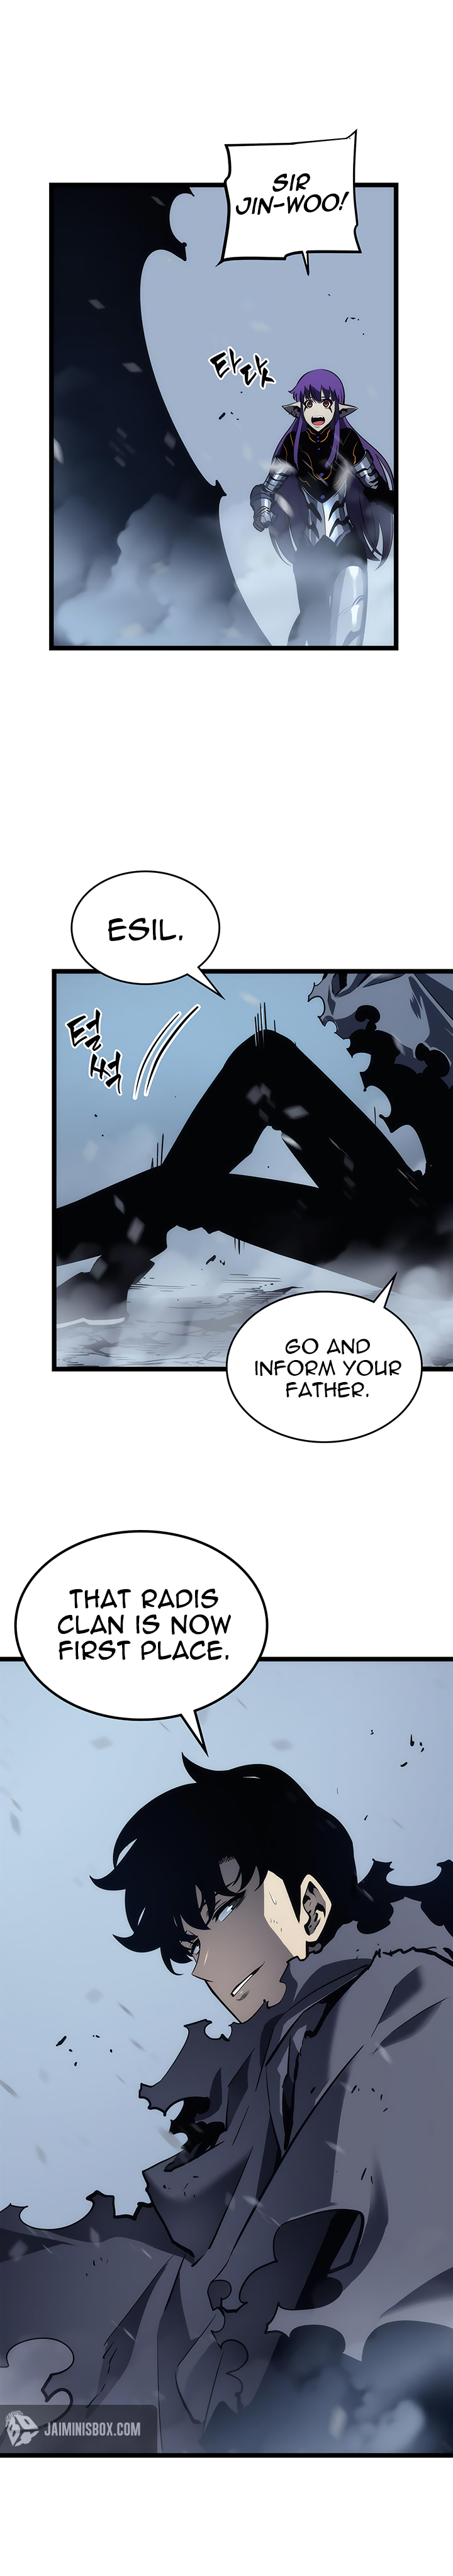 SIR
JIN-WOO!
타닷
ESIL.
털
썩
GO AND
INFORM YOUR
FATHER.
THAT RADIS
CLAN IS NOW
FIRST PLACE.
JAIMINISBOX.COM